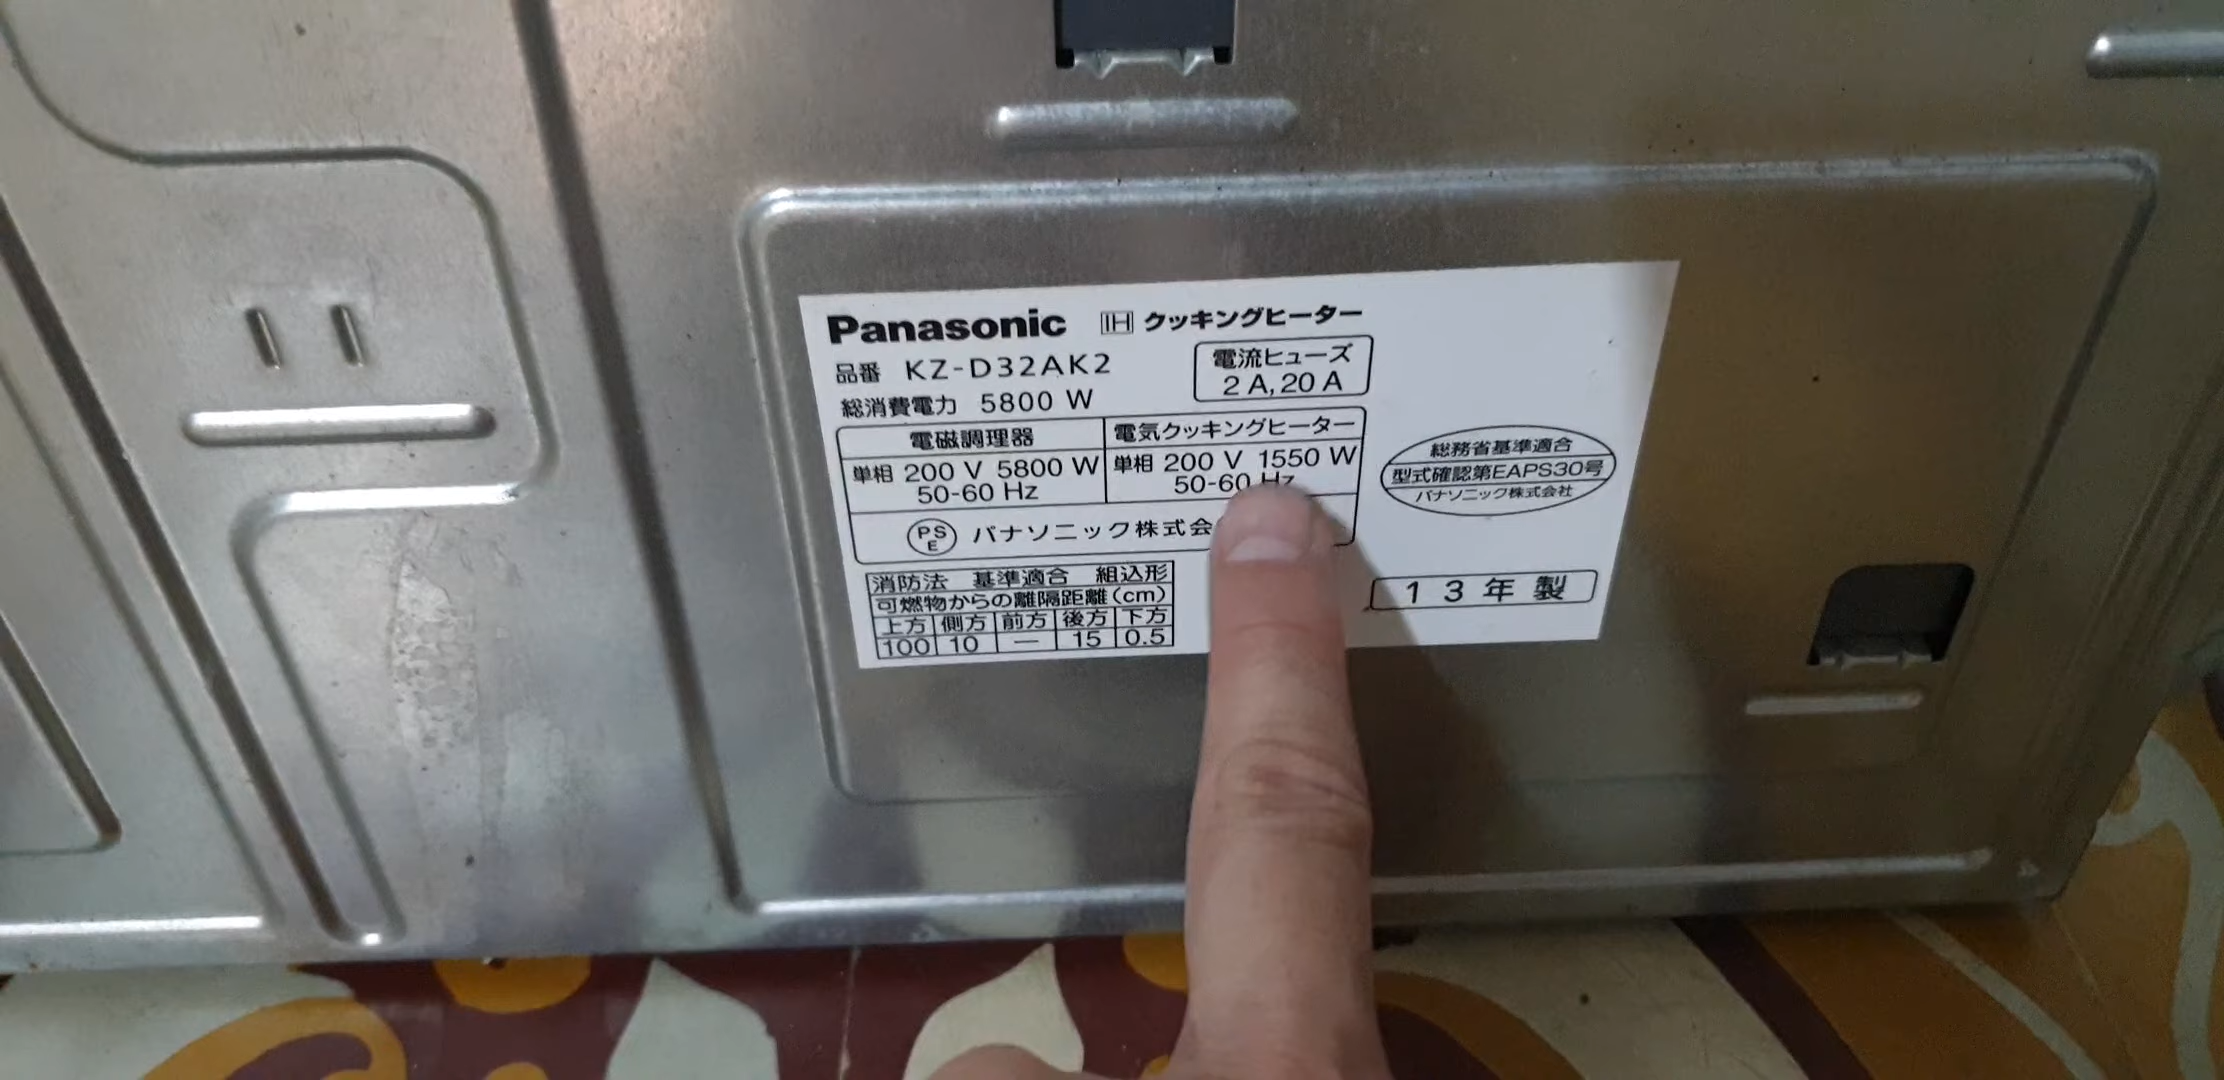 Panasonic IH クッキングヒーター
品番 KZ-D32AK2
電流ヒューズ
2 A, 20 A
総消費電力 5800 W
電磁調理器
単相 200 V 5800 W
50-60 Hz
電気クッキングヒーター
単相 200 V 1550 W
50-60 Hz
PS
E
パナソニック株式会
総務省基準適合
型式確認第EAPS30号
パナソニック株式会社
消防法 基準適合 組込形
可燃物からの離隔距離(cm)
上方 側方 前方 後方 下方
100 10 — 15 0.5
13年製